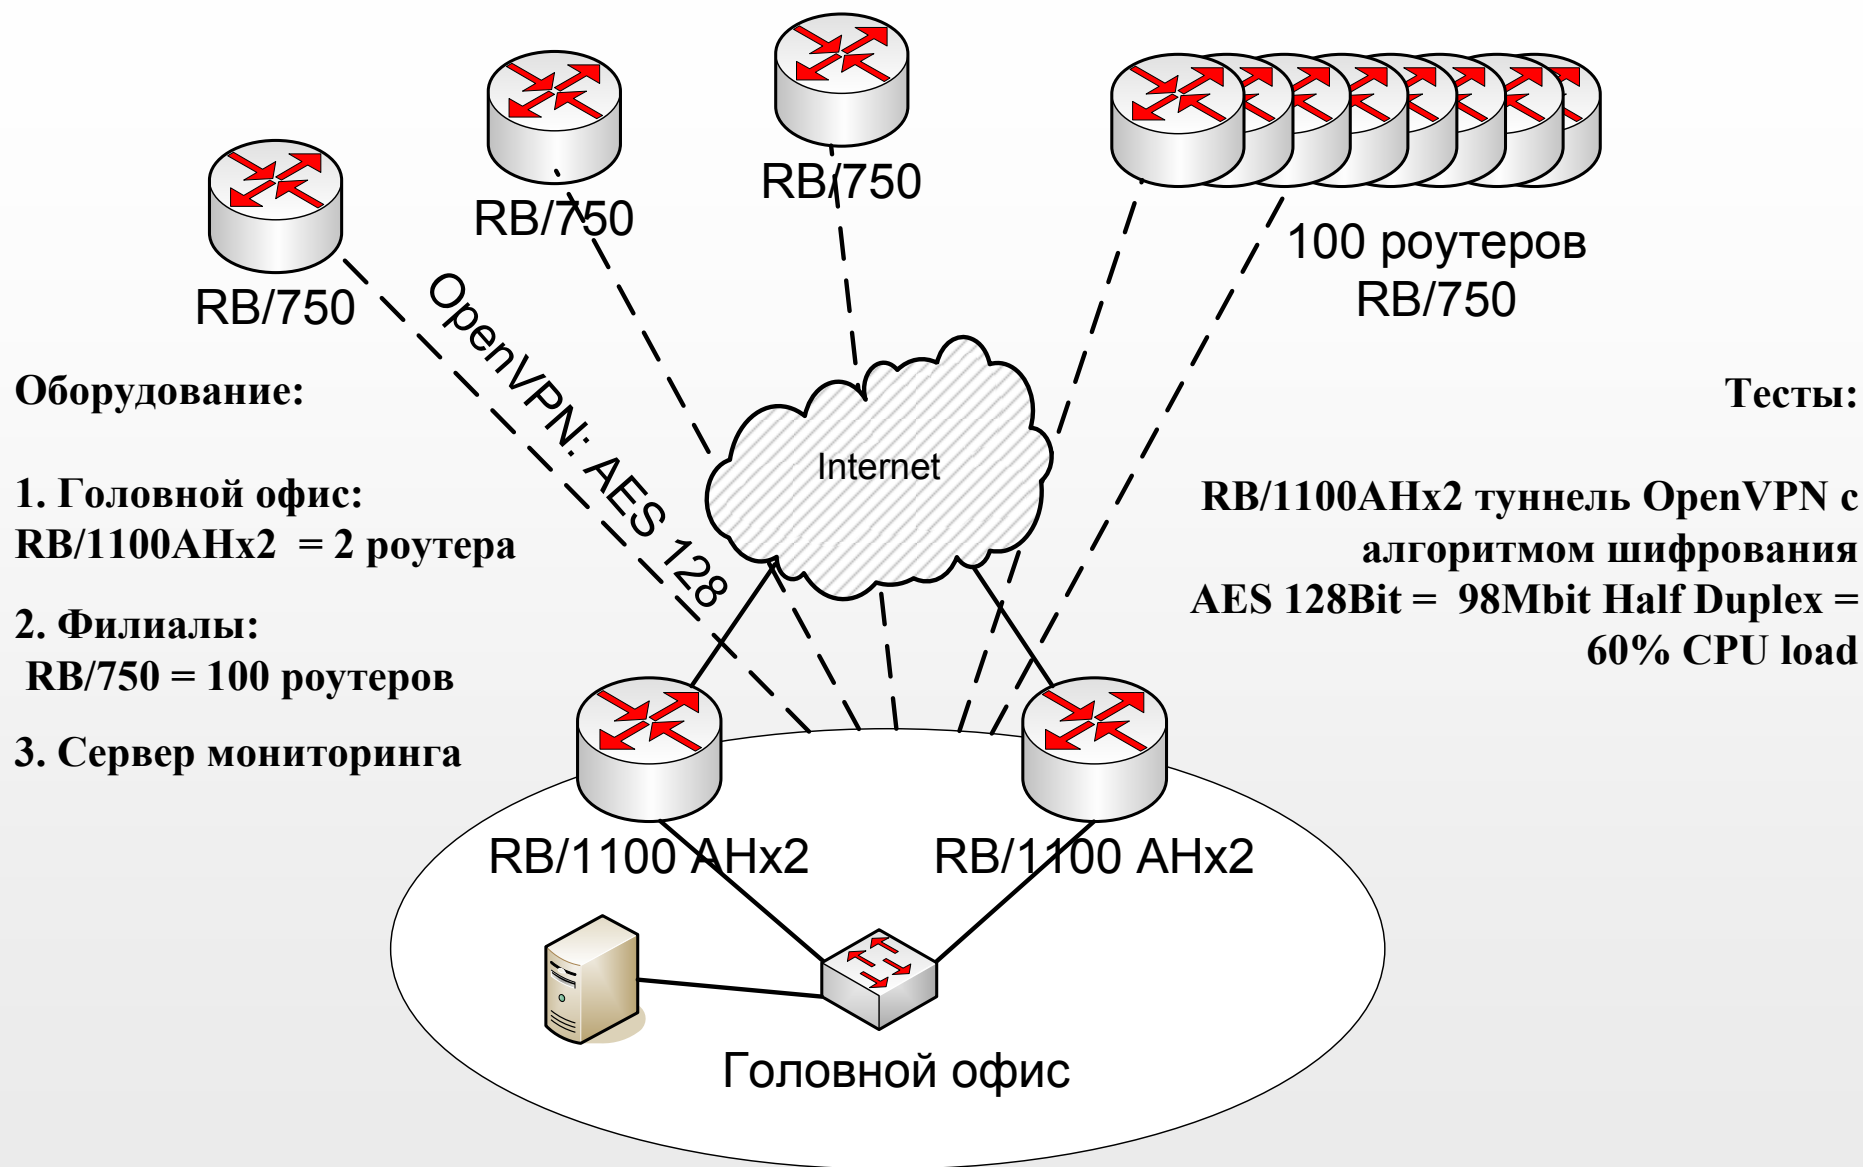 RB/750
RB/750
RB/750
100 роутеров
RB/750
OpenVPN: AES 128
Internet
Оборудование:
1. Головной офис:
RB/1100AHx2 = 2 роутера
2. Филиалы:
RB/750 = 100 роутеров
3. Сервер мониторинга
Тесты:
RB/1100AHx2 туннель OpenVPN с
алгоритмом шифрования
AES 128Bit = 98Mbit Half Duplex =
60% CPU load
RB/1100 AHx2
RB/1100 AHx2
Головной офис